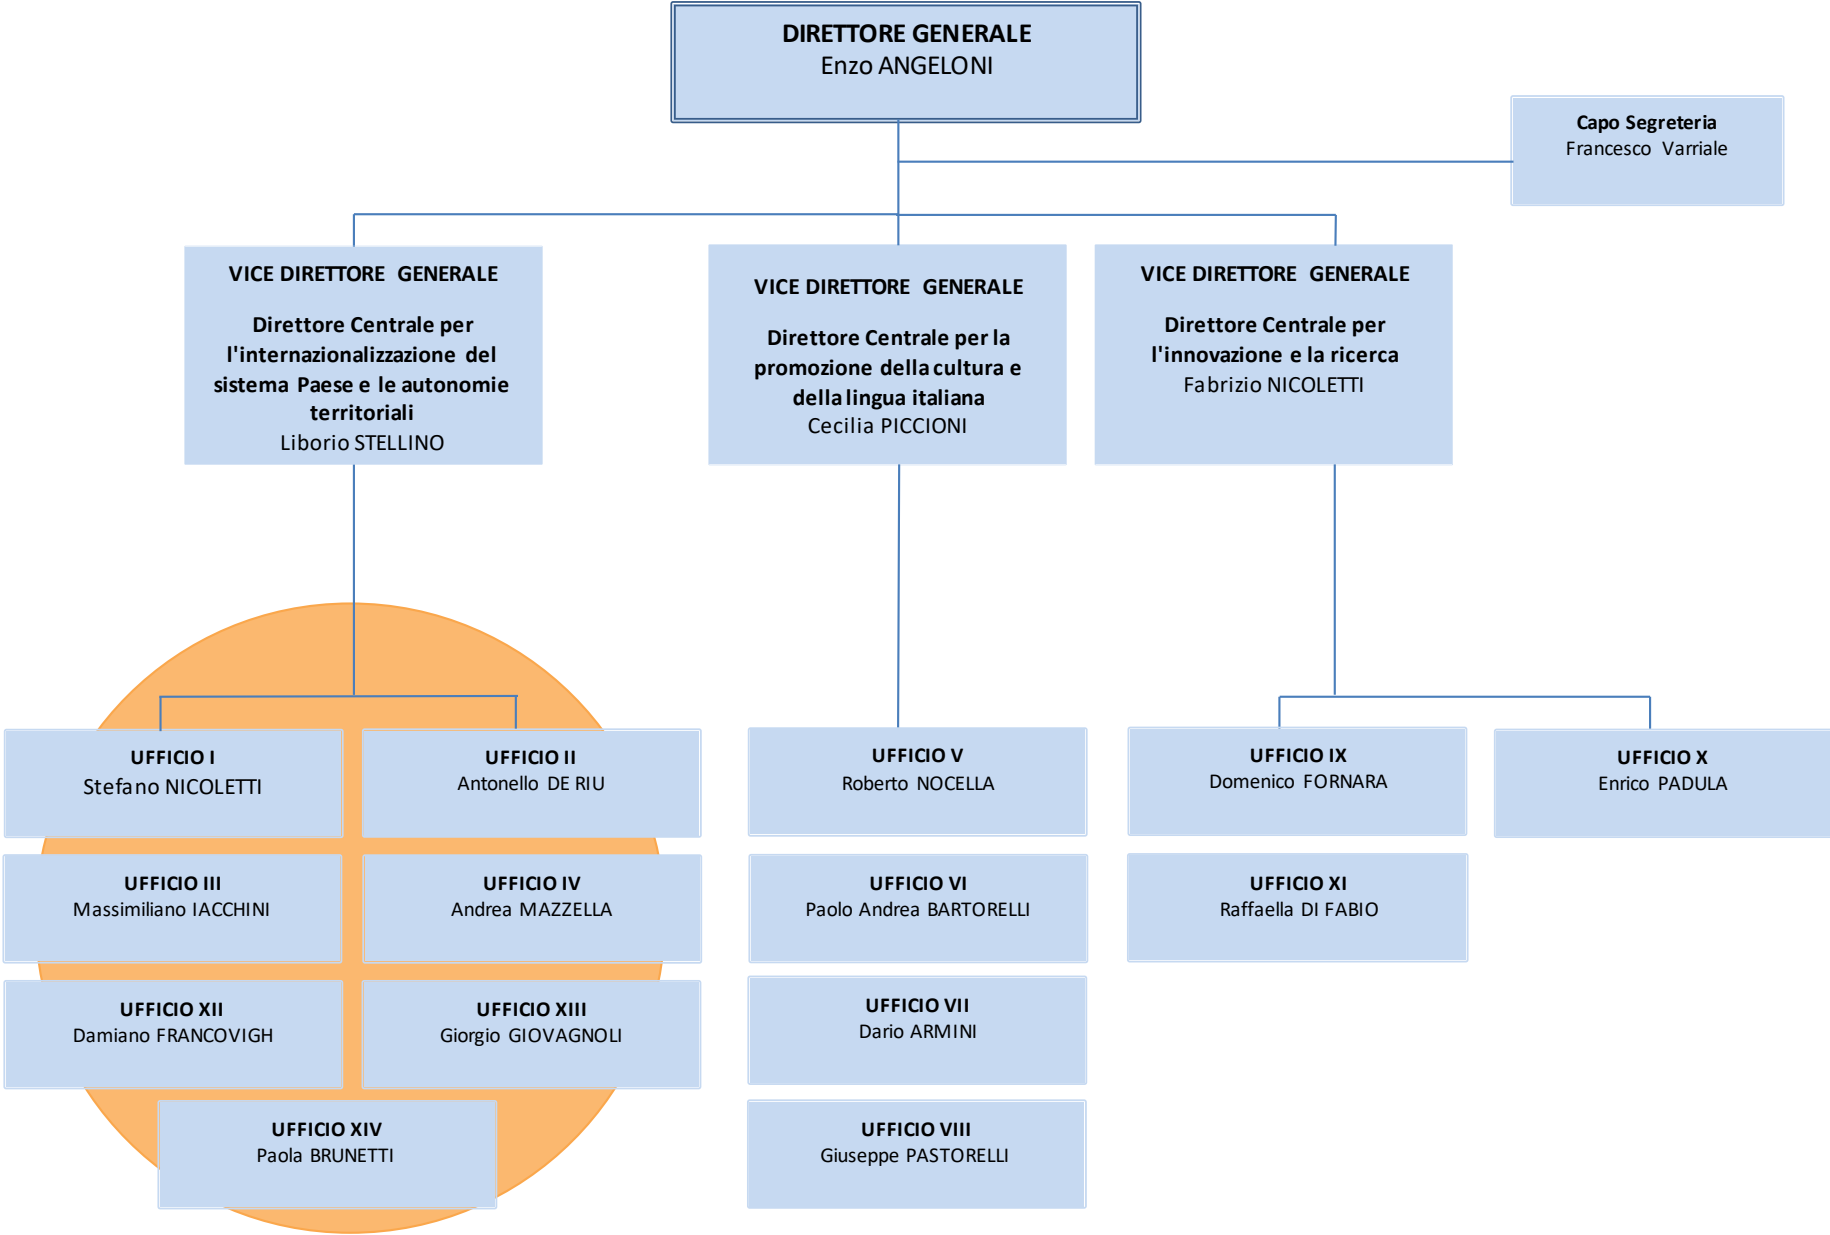 DIRETTORE GENERALE
Enzo ANGELONI
Capo Segreteria
Francesco Varriale
VICE DIRETTORE GENERALE
Direttore Centrale per
l'internazionalizzazione del
sistema Paese e le autonomie
territoriali
Liborio STELLINO
VICE DIRETTORE GENERALE
Direttore Centrale per la
promozione della cultura e
della lingua italiana
Cecilia PICCIONI
VICE DIRETTORE GENERALE
Direttore Centrale per
l'innovazione e la ricerca
Fabrizio NICOLETTI
UFFICIO I
Stefano NICOLETTI
UFFICIO II
Antonello DE RIU
UFFICIO V
Roberto NOCELLA
UFFICIO IX
Domenico FORNARA
UFFICIO X
Enrico PADULA
UFFICIO III
Massimiliano IACCHINI
UFFICIO IV
Andrea MAZZELLA
UFFICIO VI
Paolo Andrea BARTORELLI
UFFICIO XI
Raffaella DI FABIO
UFFICIO XII
Damiano FRANCOVIGH
UFFICIO XIII
Giorgio GIOVAGNOLI
UFFICIO VII
Dario ARMINI
UFFICIO XIV
Paola BRUNETTI
UFFICIO VIII
Giuseppe PASTORELLI